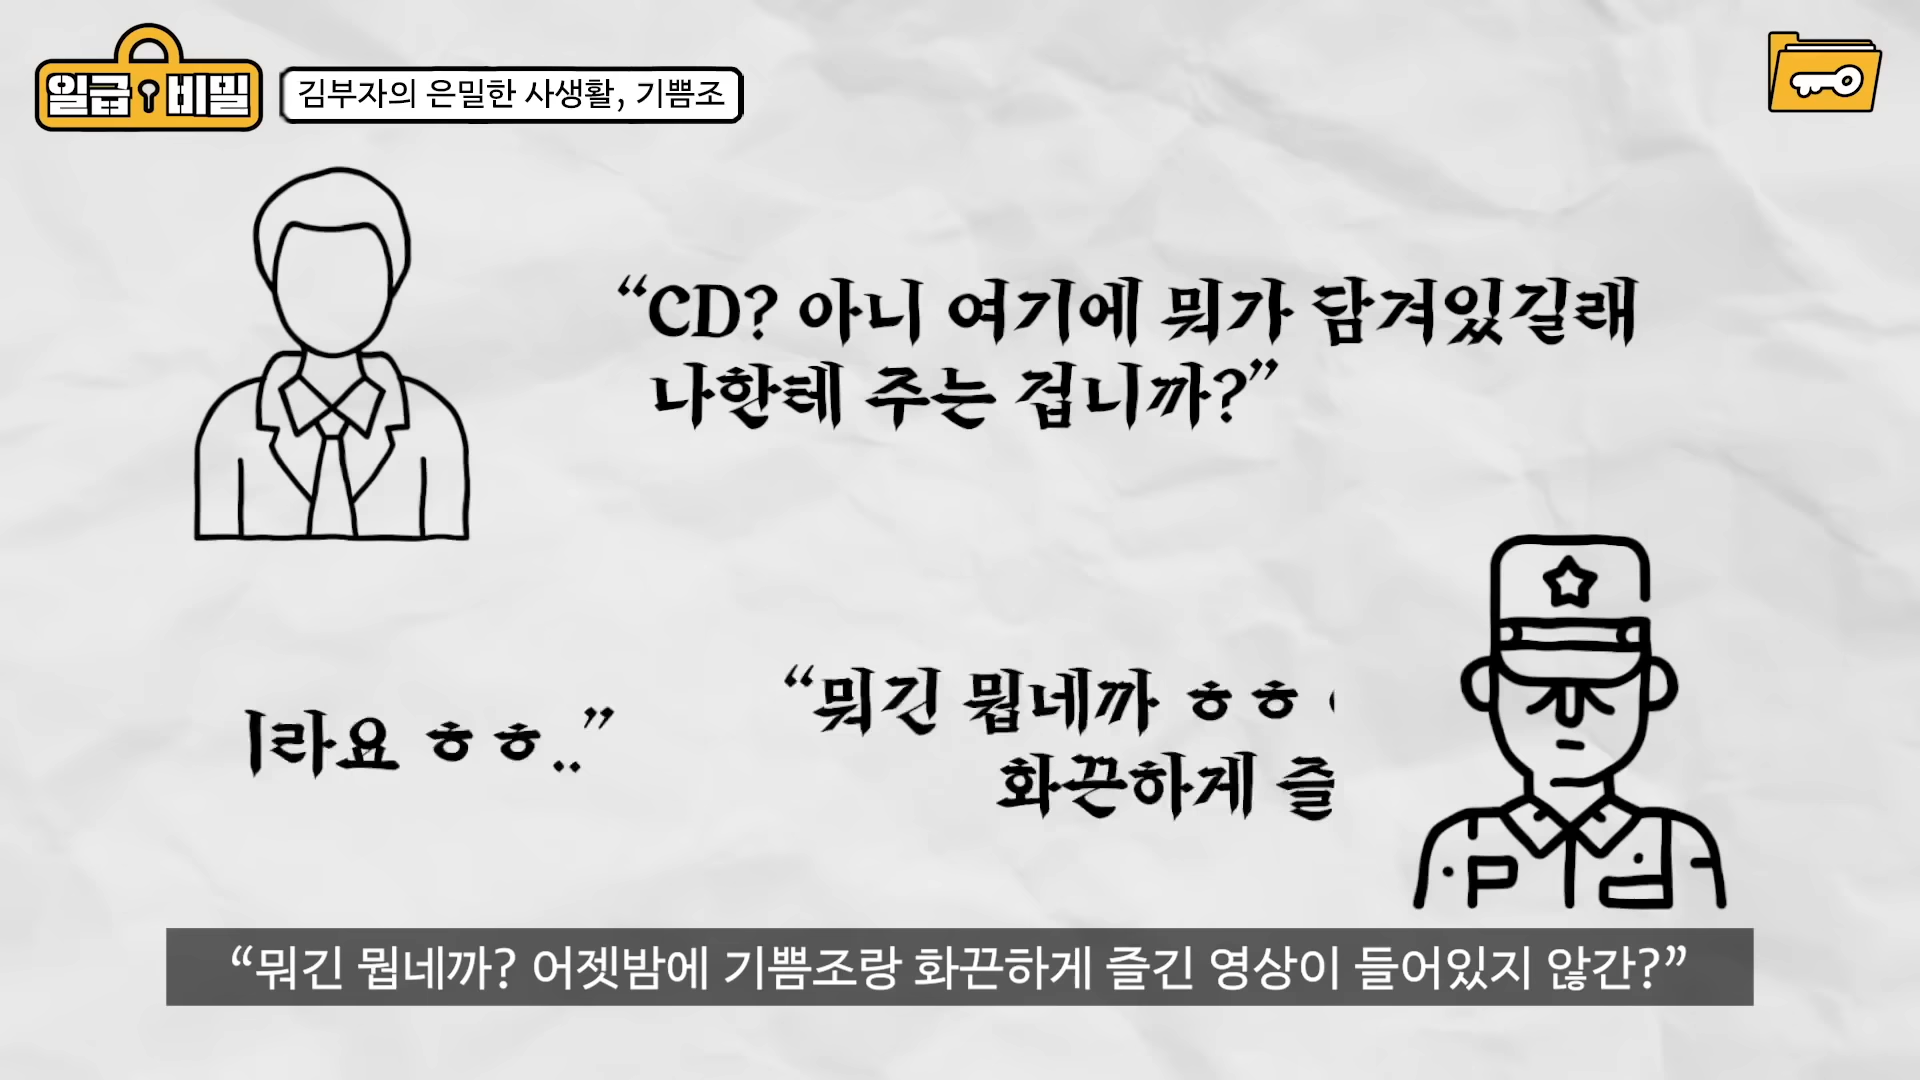 일급비밀
김부자의 은밀한 사생활, 기쁨조
“CD? 아니 여기에 뭐가 담겨있길래
나한테 주는 겁니까?”
“뭐긴 뭡네까 ㅎㅎ
화끈하게 즐
라요 ㅎㅎ..”
“뭐긴 뭡네까? 어젯밤에 기쁨조랑 화끈하게 즐긴 영상이 들어있지 않간?”